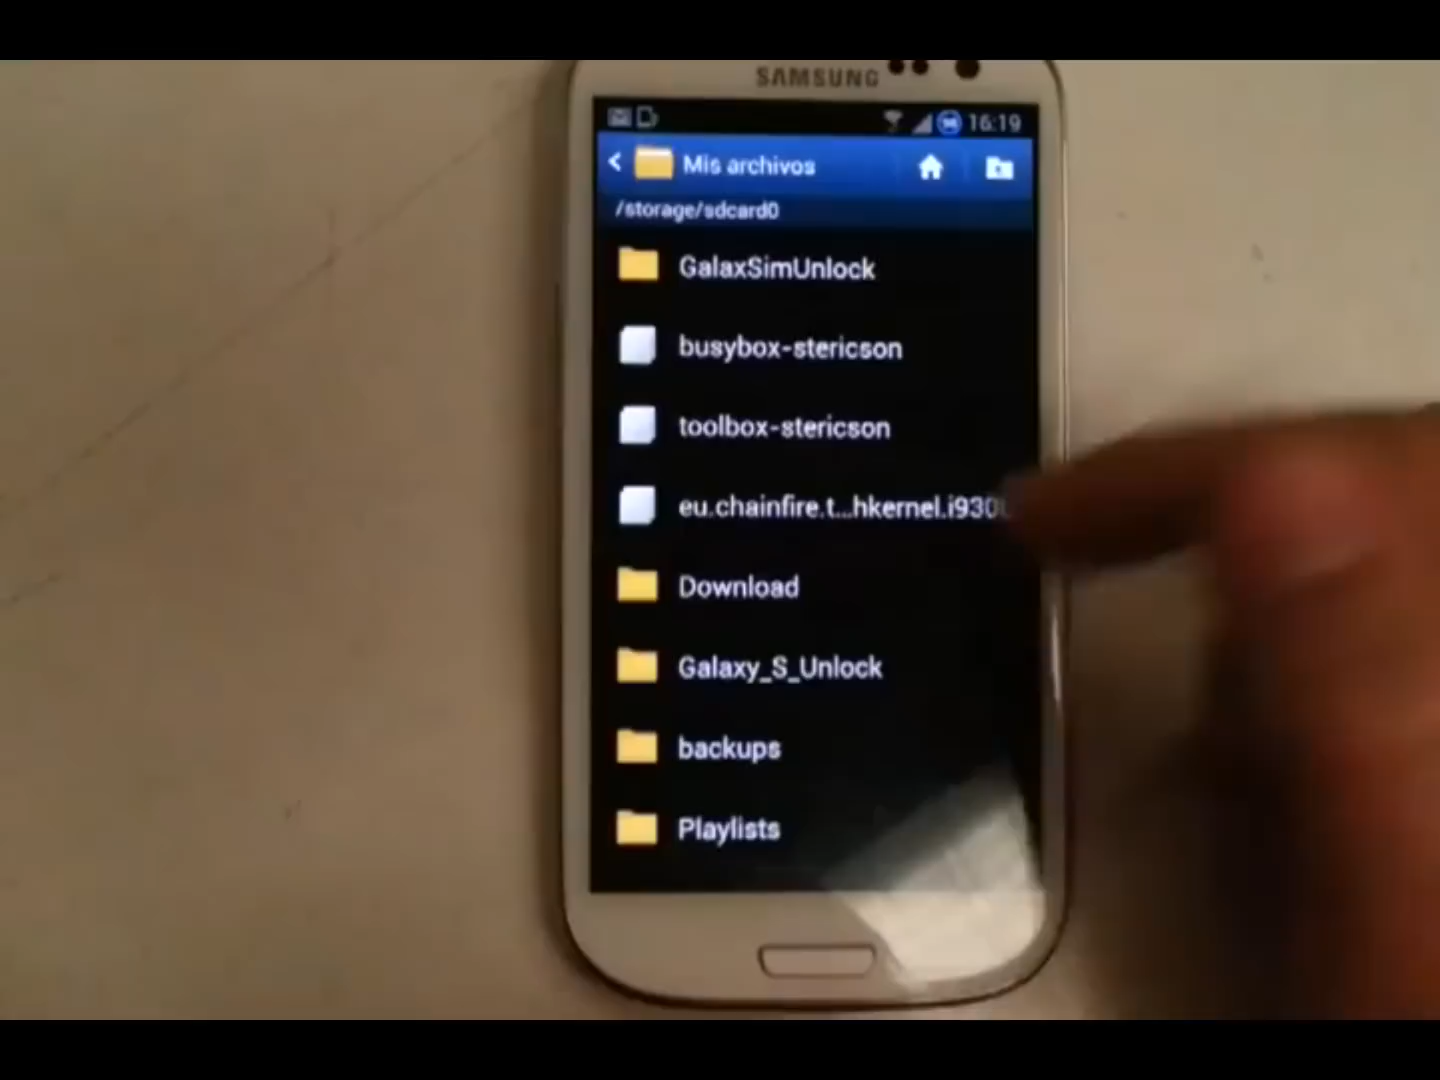 SAMSUNG
16:19
Mis archivos
/storage/sdcard0
GalaxSimUnlock
busybox-stericson
toolbox-stericson
eu.chainfire.t...hkernel.i930
Download
Galaxy_S_Unlock
backups
Playlists